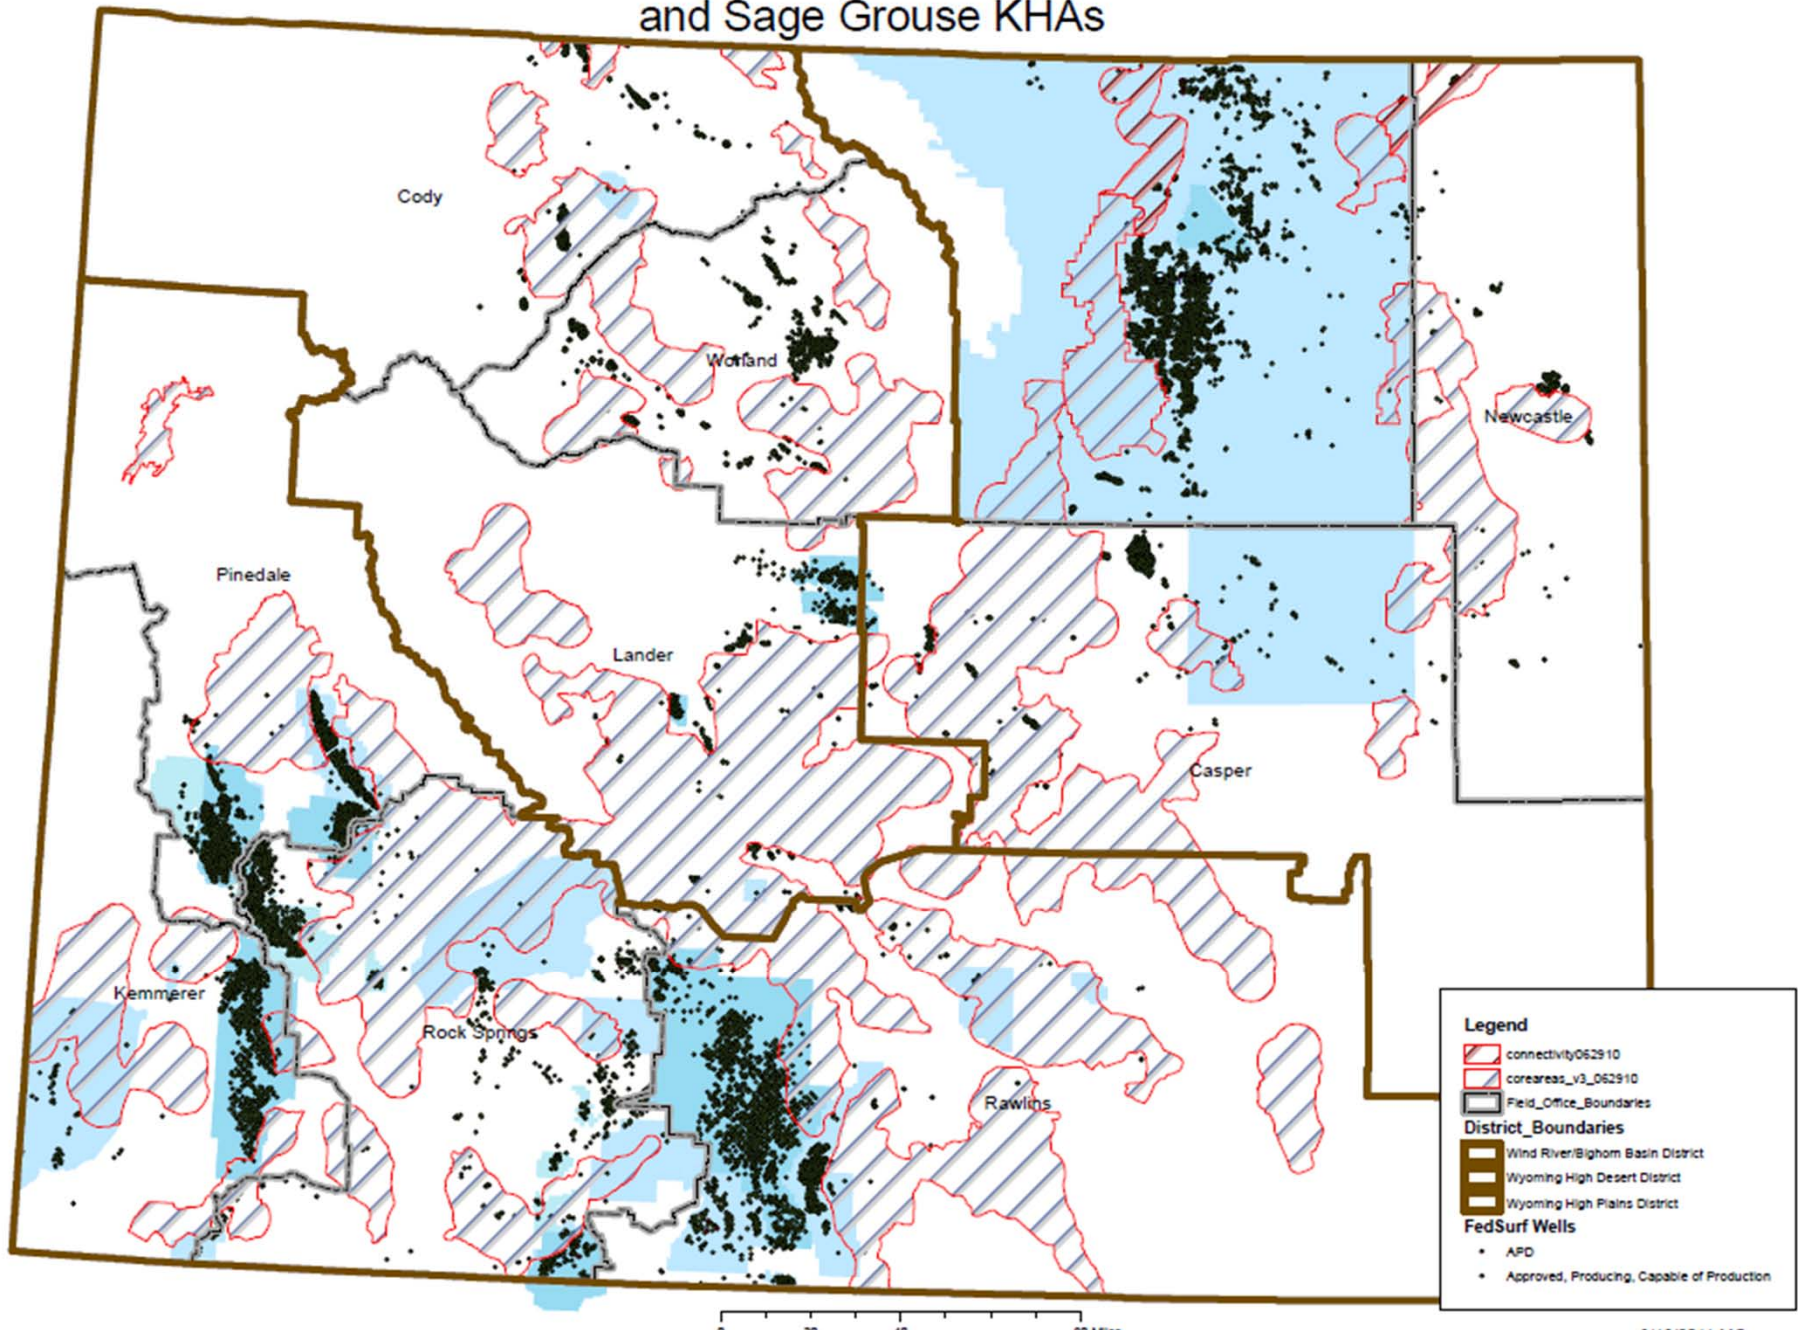 and Sage Grouse KHAs
Cody
Worland
Newcastle
Pinedale
Lander
Casper
Kemmerer
Rock Springs
Rawlins
Legend
connectivity062910
coreareas_v3_062910
Field_Office_Boundaries
District_Boundaries
Wind River/Bighorn Basin District
Wyoming High Desert District
Wyoming High Plains District
FedSurf Wells
APD
Approved, Producing, Capable of Production